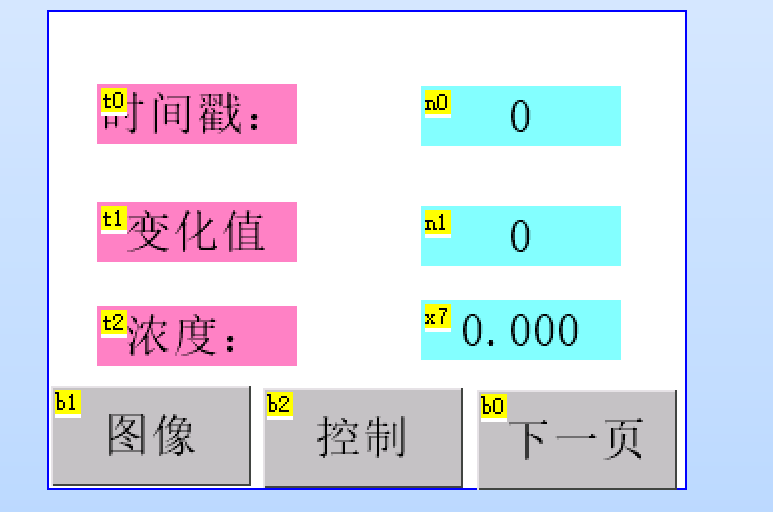 t0 时间戳： n0 0
t1 变化值 n1 0
t2 浓度： x7 0.000
b1 图像 b2 控制 b0 下一页